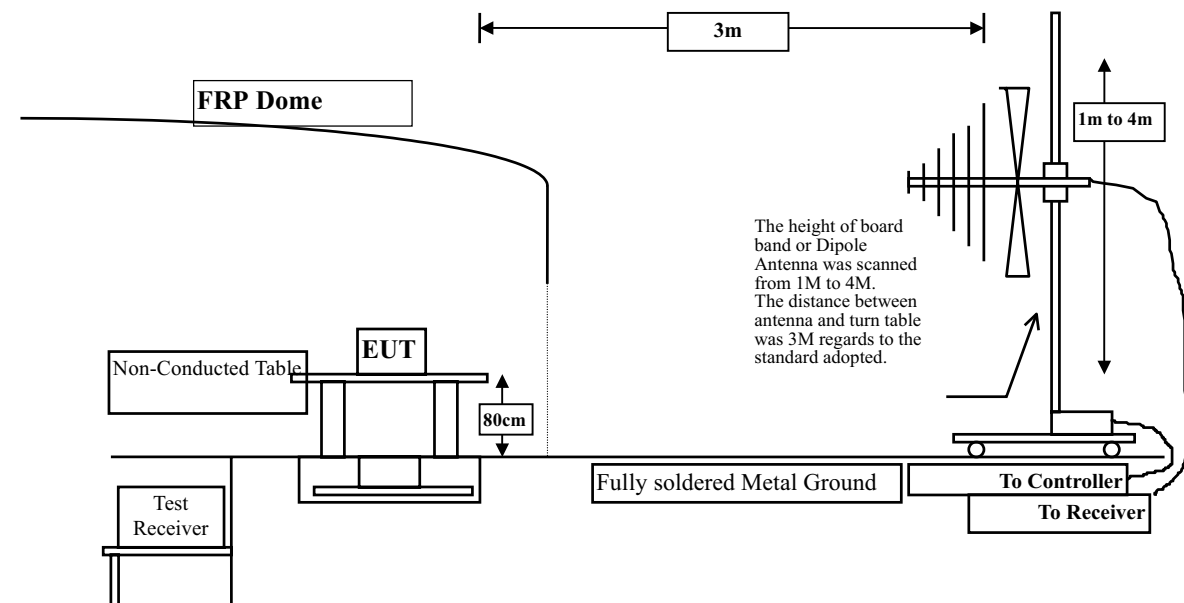 3m
FRP Dome
1m to 4m
The height of board
band or Dipole
Antenna was scanned
from 1M to 4M.
The distance between
antenna and turn table
was 3M regards to the
standard adopted.
EUT
Non-Conducted Table
80cm
Fully soldered Metal Ground
To Controller
To Receiver
Test
Receiver